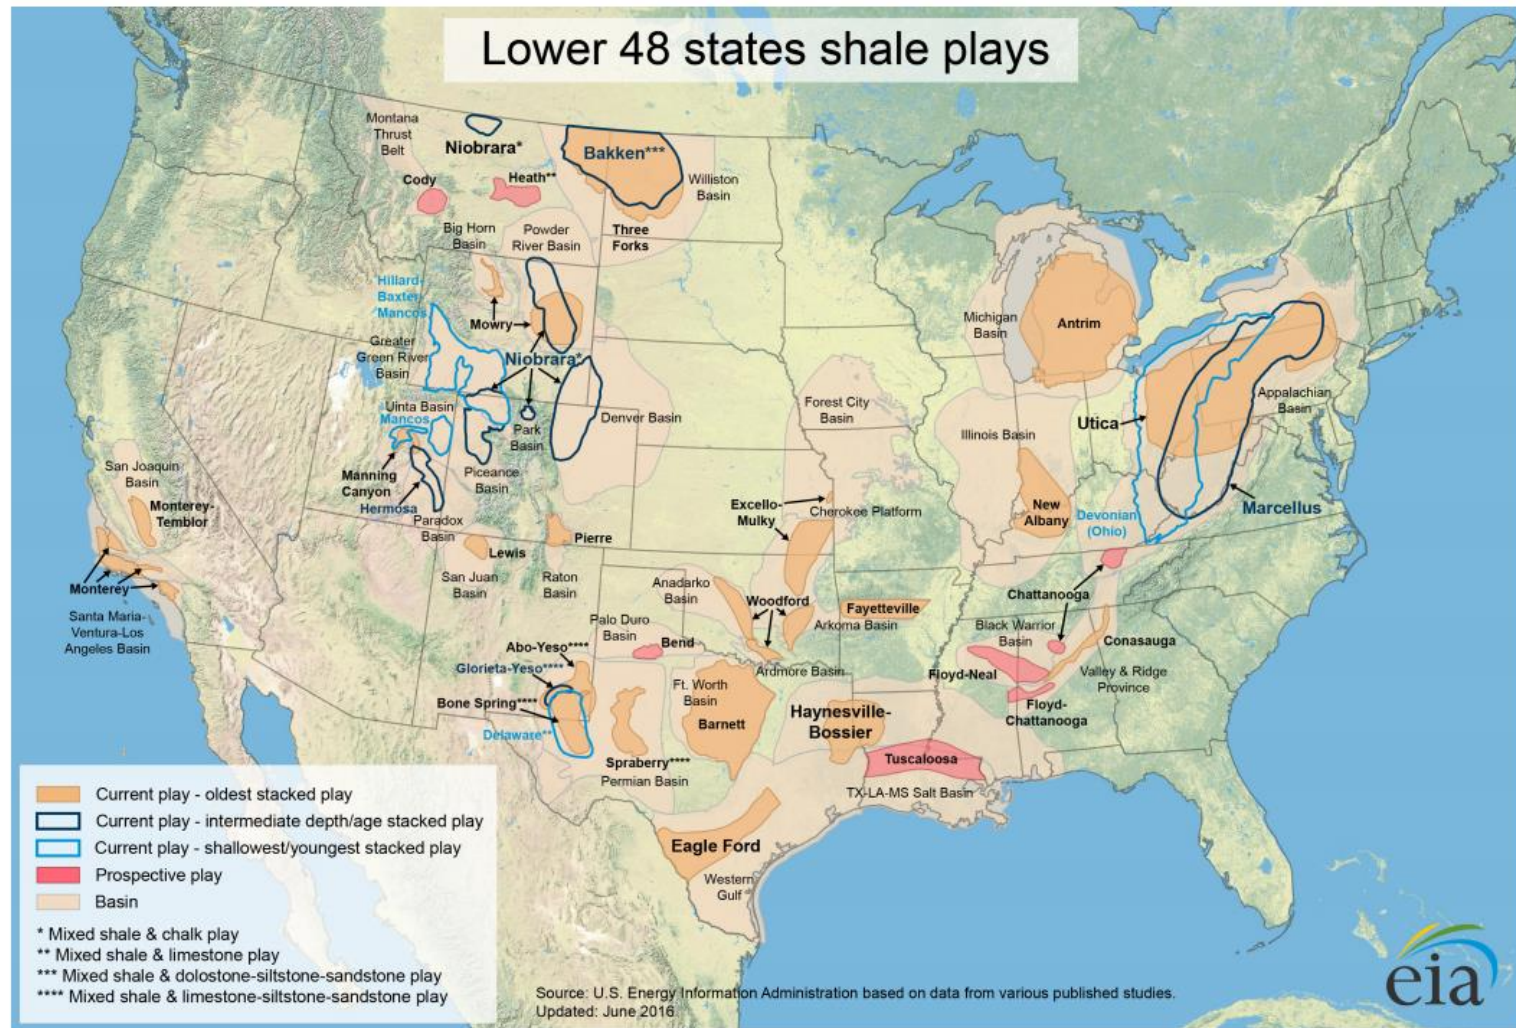 Lower 48 states shale plays
Montana
Thrust
Belt
Niobrara*
Bakken***
Williston
Basin
Cody
Heath**
Big Horn
Basin
Powder
River Basin
Three
Forks
Hillard-
Baxter-
Mancos
Mowry
Greater
Green River
Basin
Niobrara*
Michigan
Basin
Antrim
Uinta Basin
Mancos
Park
Basin
Denver Basin
Forest City
Basin
Illinois Basin
Utica
Appalachian
Basin
San Joaquin
Basin
Monterey-
Temblor
Manning
Canyon
Hermosa
Piceance
Basin
Paradox
Basin
Excello-
Mulky
Cherokee Platform
New
Albany
Devonian
(Ohio)
Marcellus
Lewis
Pierre
San Juan
Basin
Raton
Basin
Monterey
Santa Maria-
Ventura-Los
Angeles Basin
Anadarko
Basin
Woodford
Fayetteville
Arkoma Basin
Chattanooga
Black Warrior
Basin
Conasauga
Palo Duro
Basin
Bend
Abo-Yeso****
Glorieta-Yeso****
Ardmore Basin
Floyd-Neal
Valley & Ridge
Province
Bone Spring****
Delaware**
Ft. Worth
Basin
Barnett
Haynesville-
Bossier
Floyd-
Chattanooga
Spraberry****
Permian Basin
Tuscaloosa
TX-LA-MS Salt Basin
Eagle Ford
Western
Gulf
Current play - oldest stacked play
Current play - intermediate depth/age stacked play
Current play - shallowest/youngest stacked play
Prospective play
Basin
* Mixed shale & chalk play
** Mixed shale & limestone play
*** Mixed shale & dolostone-siltstone-sandstone play
**** Mixed shale & limestone-siltstone-sandstone play
Source: U.S. Energy Information Administration based on data from various published studies.
Updated: June 2016
eia